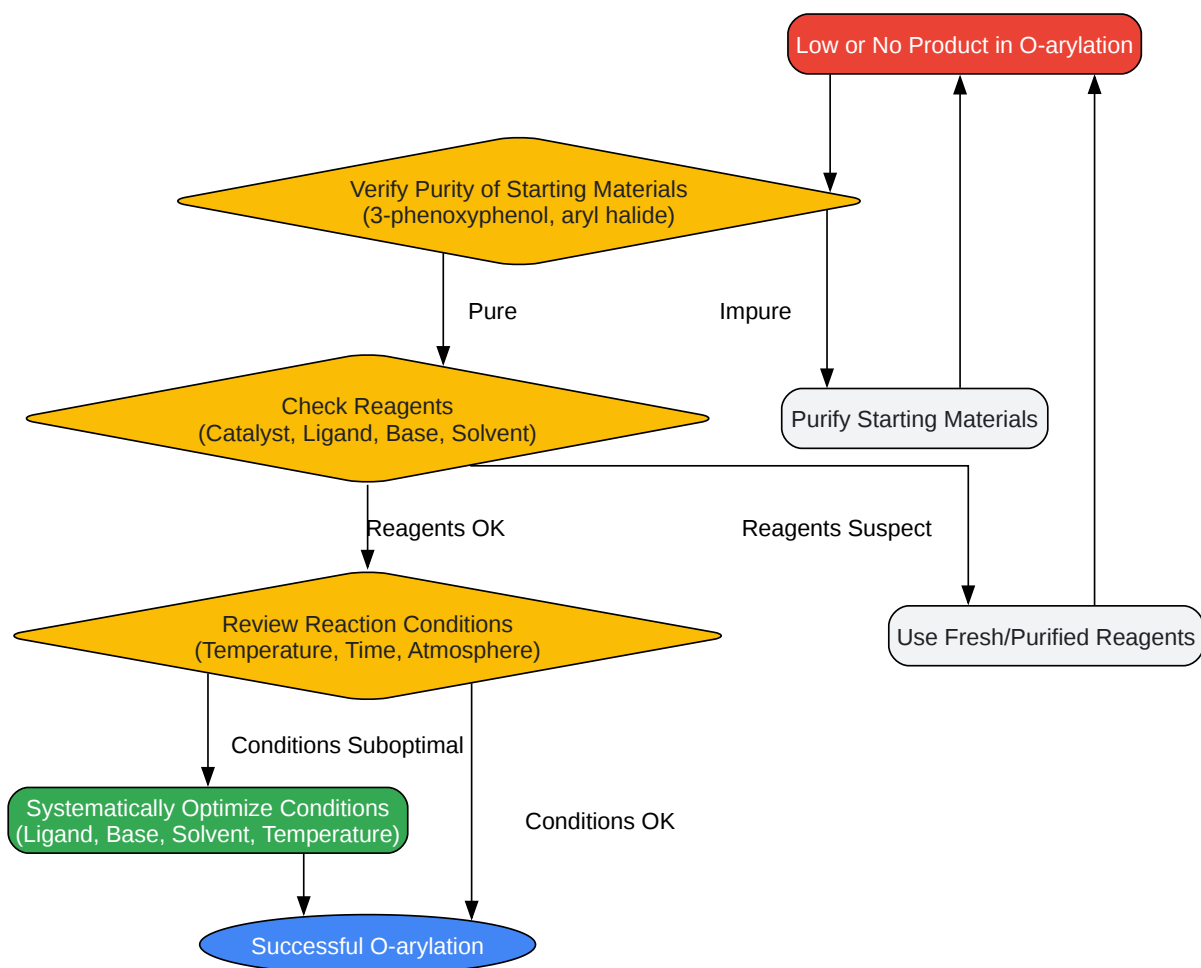 Low or No Product in O-arylation
Verify Purity of Starting Materials
(3-phenoxyphenol, aryl halide)
Pure
Impure
Check Reagents
(Catalyst, Ligand, Base, Solvent)
Purify Starting Materials
Reagents OK
Reagents Suspect
Review Reaction Conditions
(Temperature, Time, Atmosphere)
Use Fresh/Purified Reagents
Conditions Suboptimal
Systematically Optimize Conditions
(Ligand, Base, Solvent, Temperature)
Conditions OK
Successful O-arylation